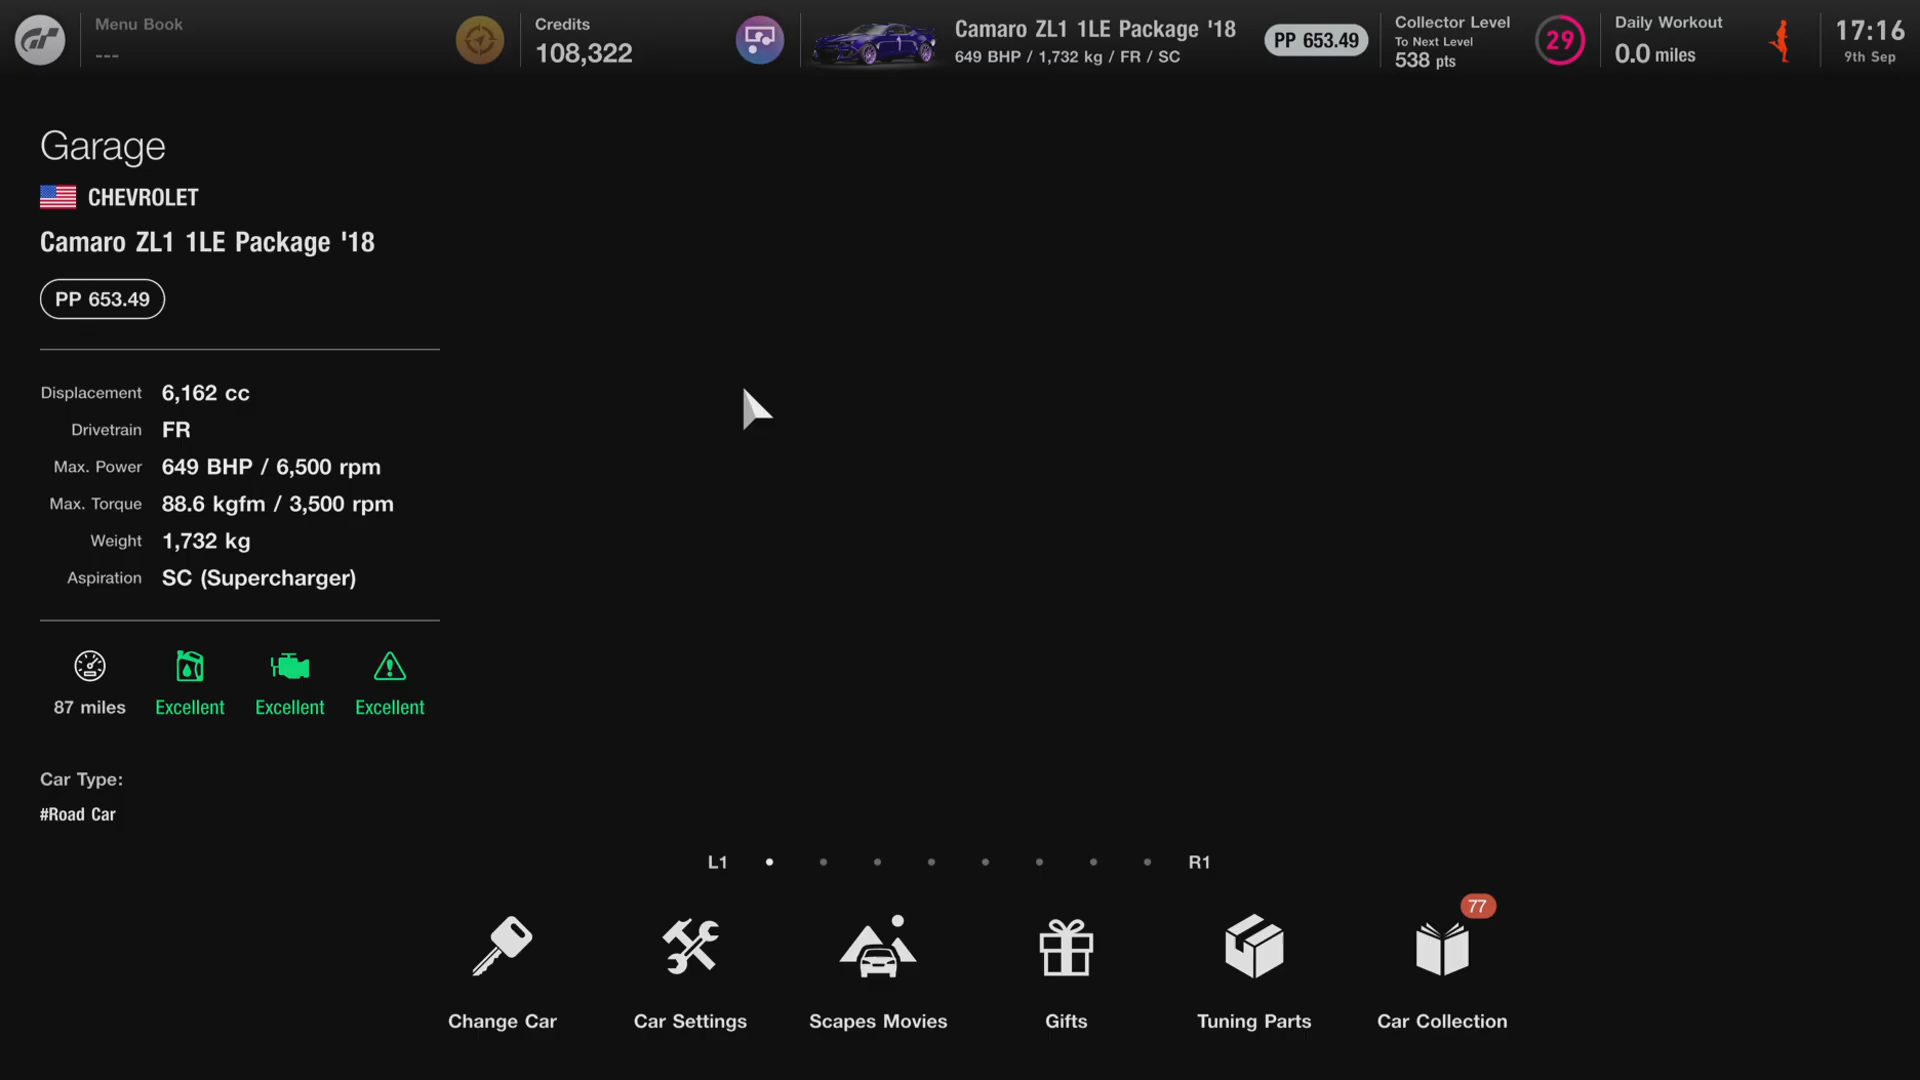 Menu Book
---
Credits
108,322
Camaro ZL1 1LE Package '18
649 BHP / 1,732 kg / FR / SC
PP 653.49
Collector Level
To Next Level
538 pts
29
Daily Workout
0.0 miles
17:16
9th Sep
Garage
CHEVROLET
Camaro ZL1 1LE Package '18
PP 653.49
Displacement 6,162 cc
Drivetrain FR
Max. Power 649 BHP / 6,500 rpm
Max. Torque 88.6 kgfm / 3,500 rpm
Weight 1,732 kg
Aspiration SC (Supercharger)
87 miles Excellent Excellent Excellent
Car Type:
#Road Car
L1 R1
77
Change Car Car Settings Scapes Movies Gifts Tuning Parts Car Collection